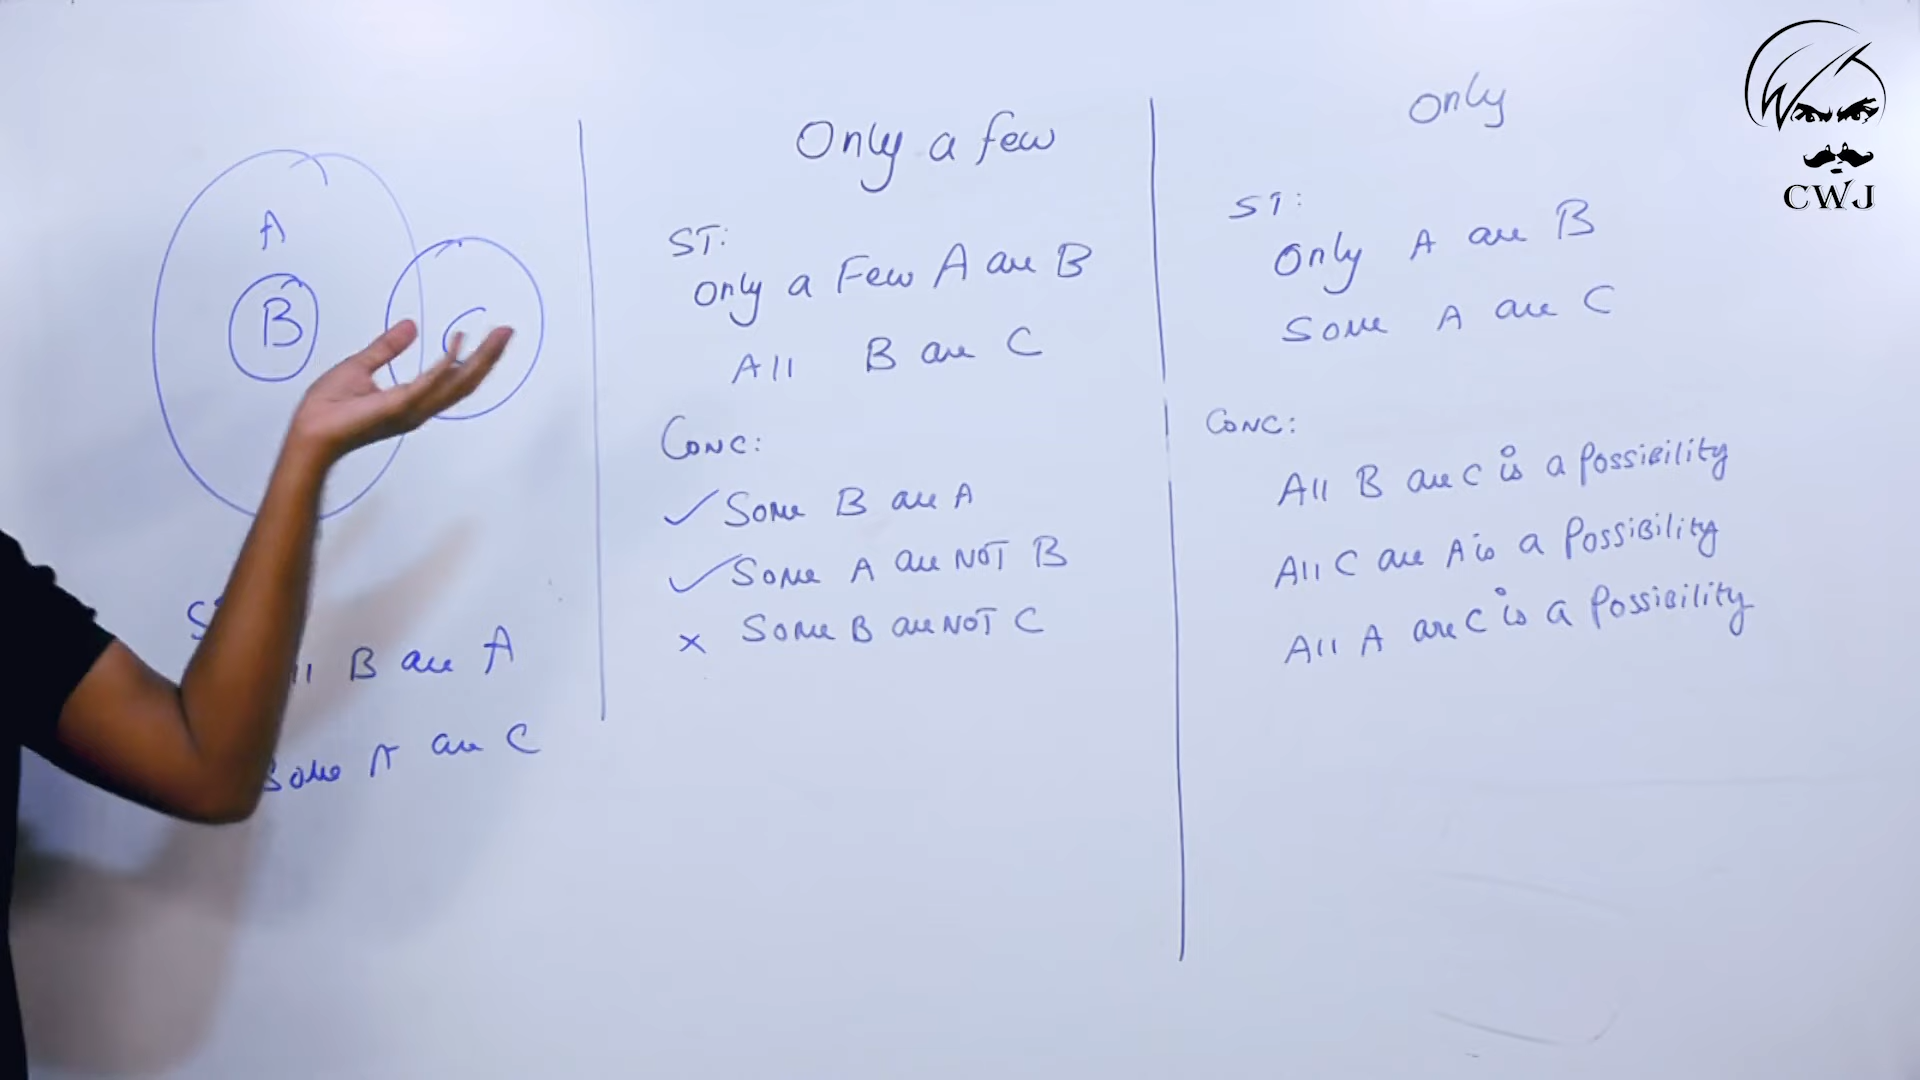 A
B
C
B are A
Some A are C
Only a few
ST:
Only a Few A are B
All B are C
CONC:
✓ Some B are A
✓ Some A are NOT B
× Some B are NOT C
Only
ST:
Only A are B
Some A are C
CONC:
All B are C is a Possibility
All C are A is a Possibility
All A are C is a Possibility
CWJ